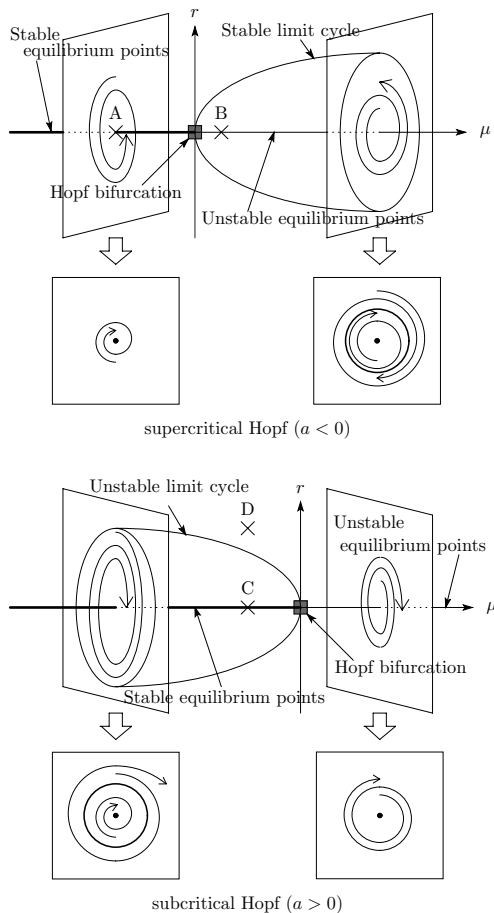 r
Stable
equilibrium points
Stable limit cycle
A
B
μ
Hopf bifurcation
Unstable equilibrium points
supercritical Hopf (a < 0)
Unstable limit cycle
r
D
Unstable
equilibrium points
C
μ
Hopf bifurcation
Stable equilibrium points
subcritical Hopf (a > 0)